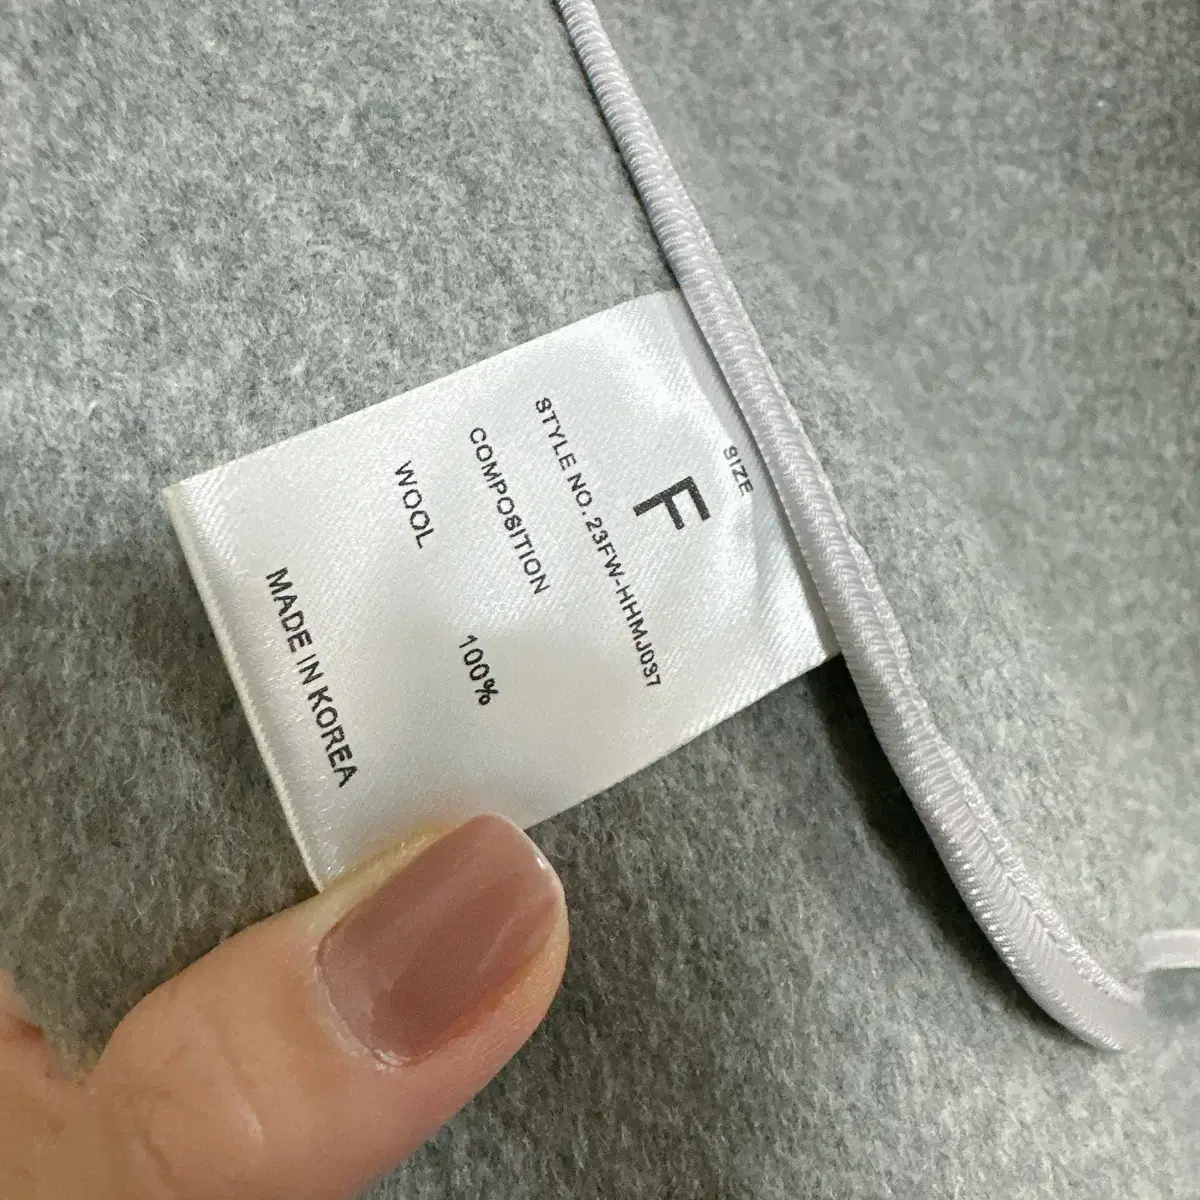 SIZE
F
STYLE NO. 23FW-HHMJ037
COMPOSITION
WOOL 100%
MADE IN KOREA